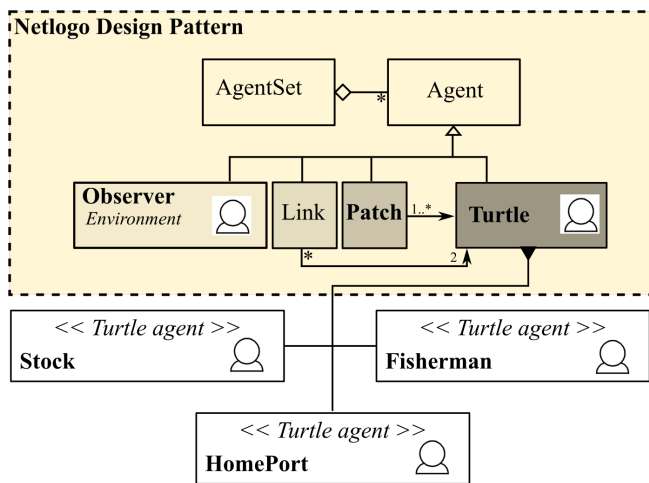 Netlogo Design Pattern
AgentSet
*
Agent
Observer
Environment
Link
Patch
1..*
Turtle
*
2
<< Turtle agent >>
Stock
<< Turtle agent >>
Fisherman
<< Turtle agent >>
HomePort